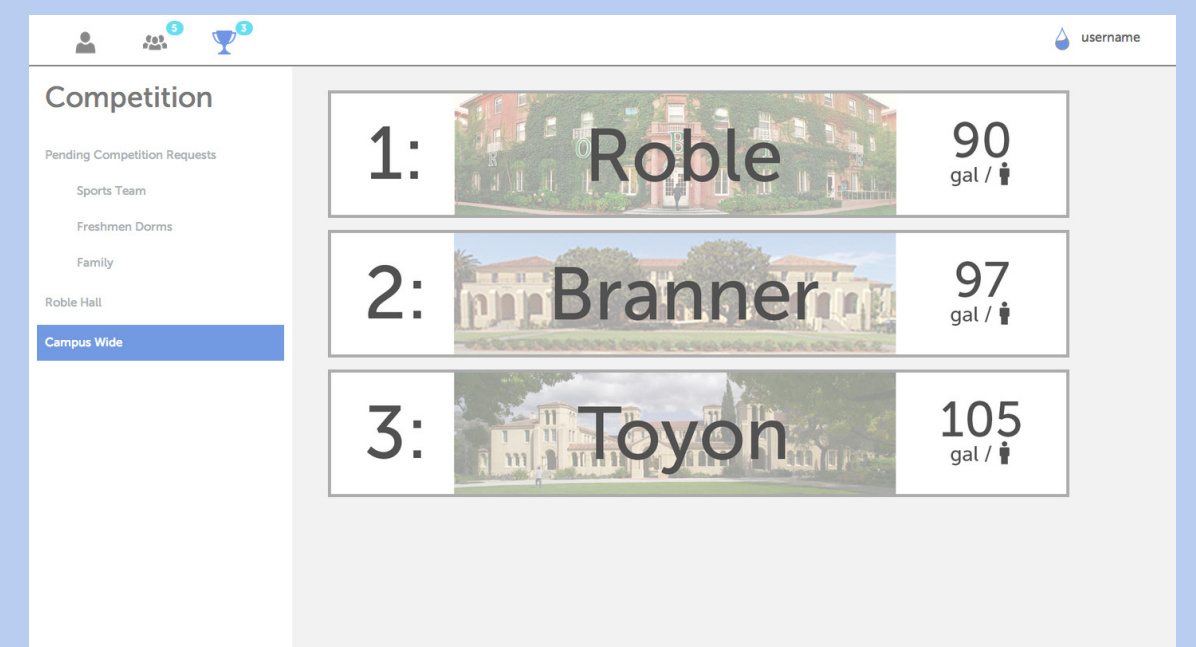 5
3
username
Competition
Pending Competition Requests
Sports Team
Freshmen Dorms
Family
Roble Hall
Campus Wide
1:
Roble
90
gal /
2:
Branner
97
gal /
3:
Toyon
105
gal /